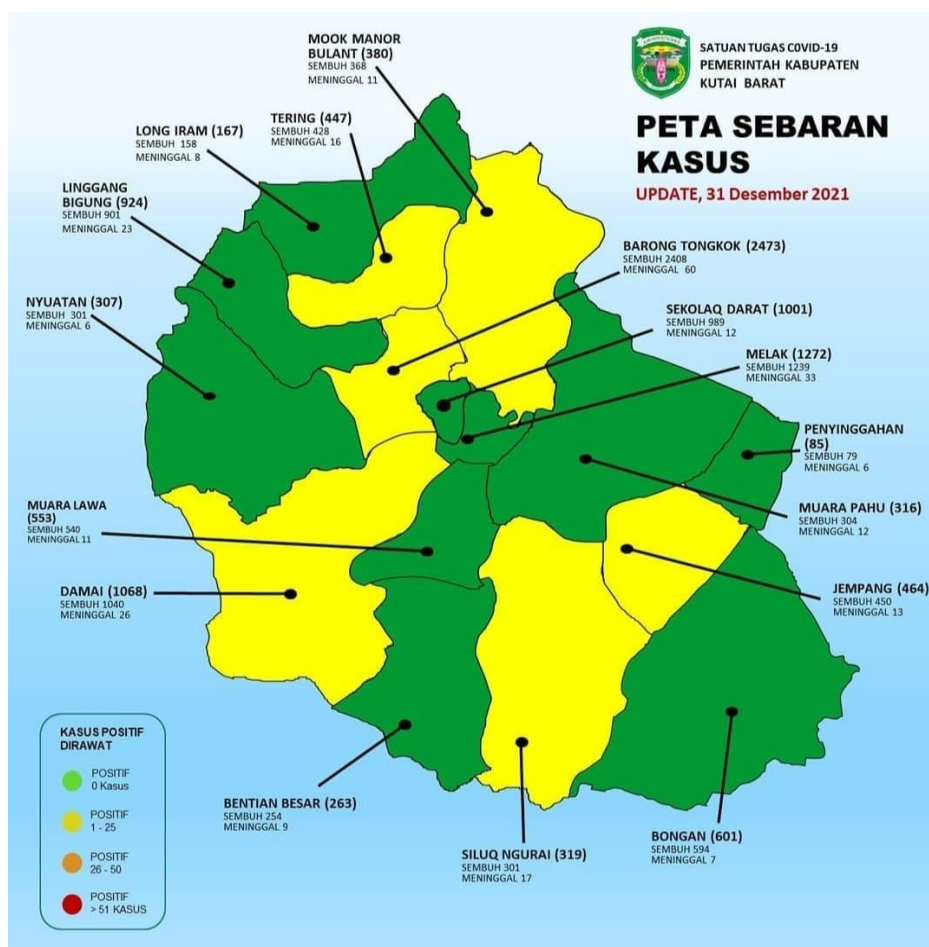 SATUAN TUGAS COVID-19
PEMERINTAH KABUPATEN
KUTAI BARAT
PETA SEBARAN
KASUS
UPDATE, 31 Desember 2021
MOOK MANOR
BULANT (380)
SEMBUH 368
MENINGGAL 11
TERING (447)
SEMBUH 428
MENINGGAL 16
LONG IRAM (167)
SEMBUH 158
MENINGGAL 8
LINGGANG
BIGUNG (924)
SEMBUH 901
MENINGGAL 23
NYUATAN (307)
SEMBUH 301
MENINGGAL 6
BARONG TONGKOK (2473)
SEMBUH 2408
MENINGGAL 60
SEKOLAQ DARAT (1001)
SEMBUH 989
MENINGGAL 12
MELAK (1272)
SEMBUH 1239
MENINGGAL 33
PENYINGGAHAN
(85)
SEMBUH 79
MENINGGAL 6
MUARA PAHU (316)
SEMBUH 304
MENINGGAL 12
MUARA LAWA
(553)
SEMBUH 540
MENINGGAL 11
DAMAI (1068)
SEMBUH 1040
MENINGGAL 26
JEMPANG (464)
SEMBUH 450
MENINGGAL 13
BENTIAN BESAR (263)
SEMBUH 254
MENINGGAL 9
SILUQ NGURAI (319)
SEMBUH 301
MENINGGAL 17
BONGAN (601)
SEMBUH 594
MENINGGAL 7
KASUS POSITIF
DIRAWAT
POSITIF
0 Kasus
POSITIF
1 - 25
POSITIF
26 - 50
POSITIF
> 51 KASUS